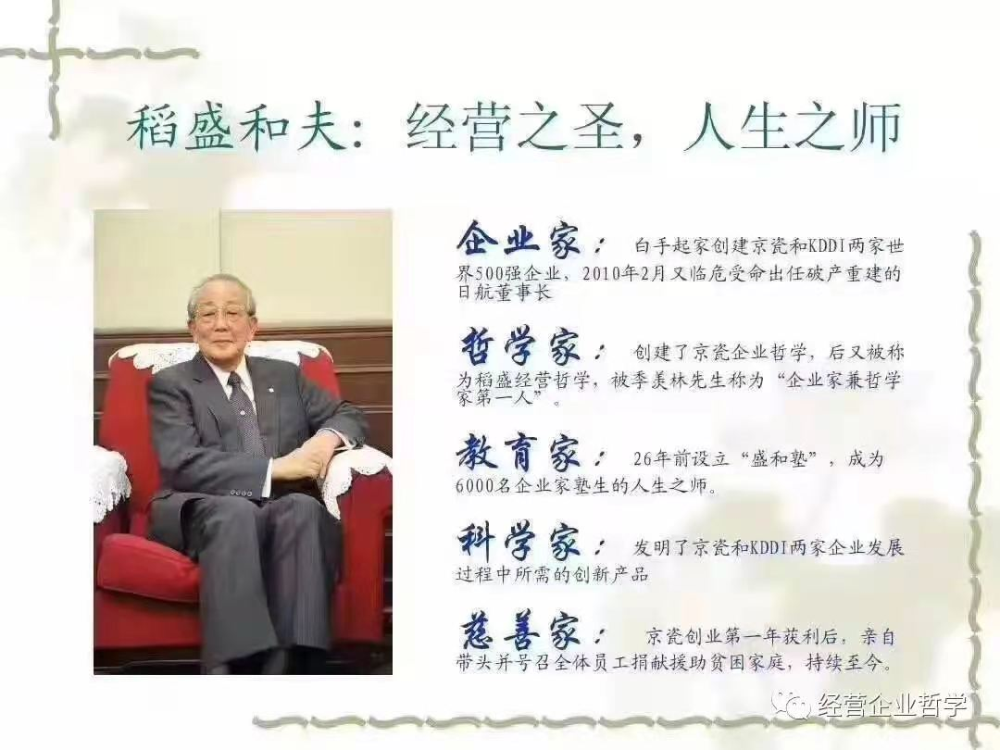 稻盛和夫：经营之圣，人生之师
企业家： 白手起家创建京瓷和KDDI两家世
界500强企业，2010年2月又临危受命出任破产重建的
日航董事长
哲学家： 创建了京瓷企业哲学，后又被称
为稻盛经营哲学，被季羡林先生称为“企业家兼哲学
家第一人”。
教育家： 26年前设立“盛和塾”，成为
6000名企业家塾生的人生之师。
科学家： 发明了京瓷和KDDI两家企业发展
过程中所需的创新产品
慈善家： 京瓷创业第一年获利后，亲自
带头并号召全体员工捐献援助贫困家庭，持续至今。
经营企业哲学